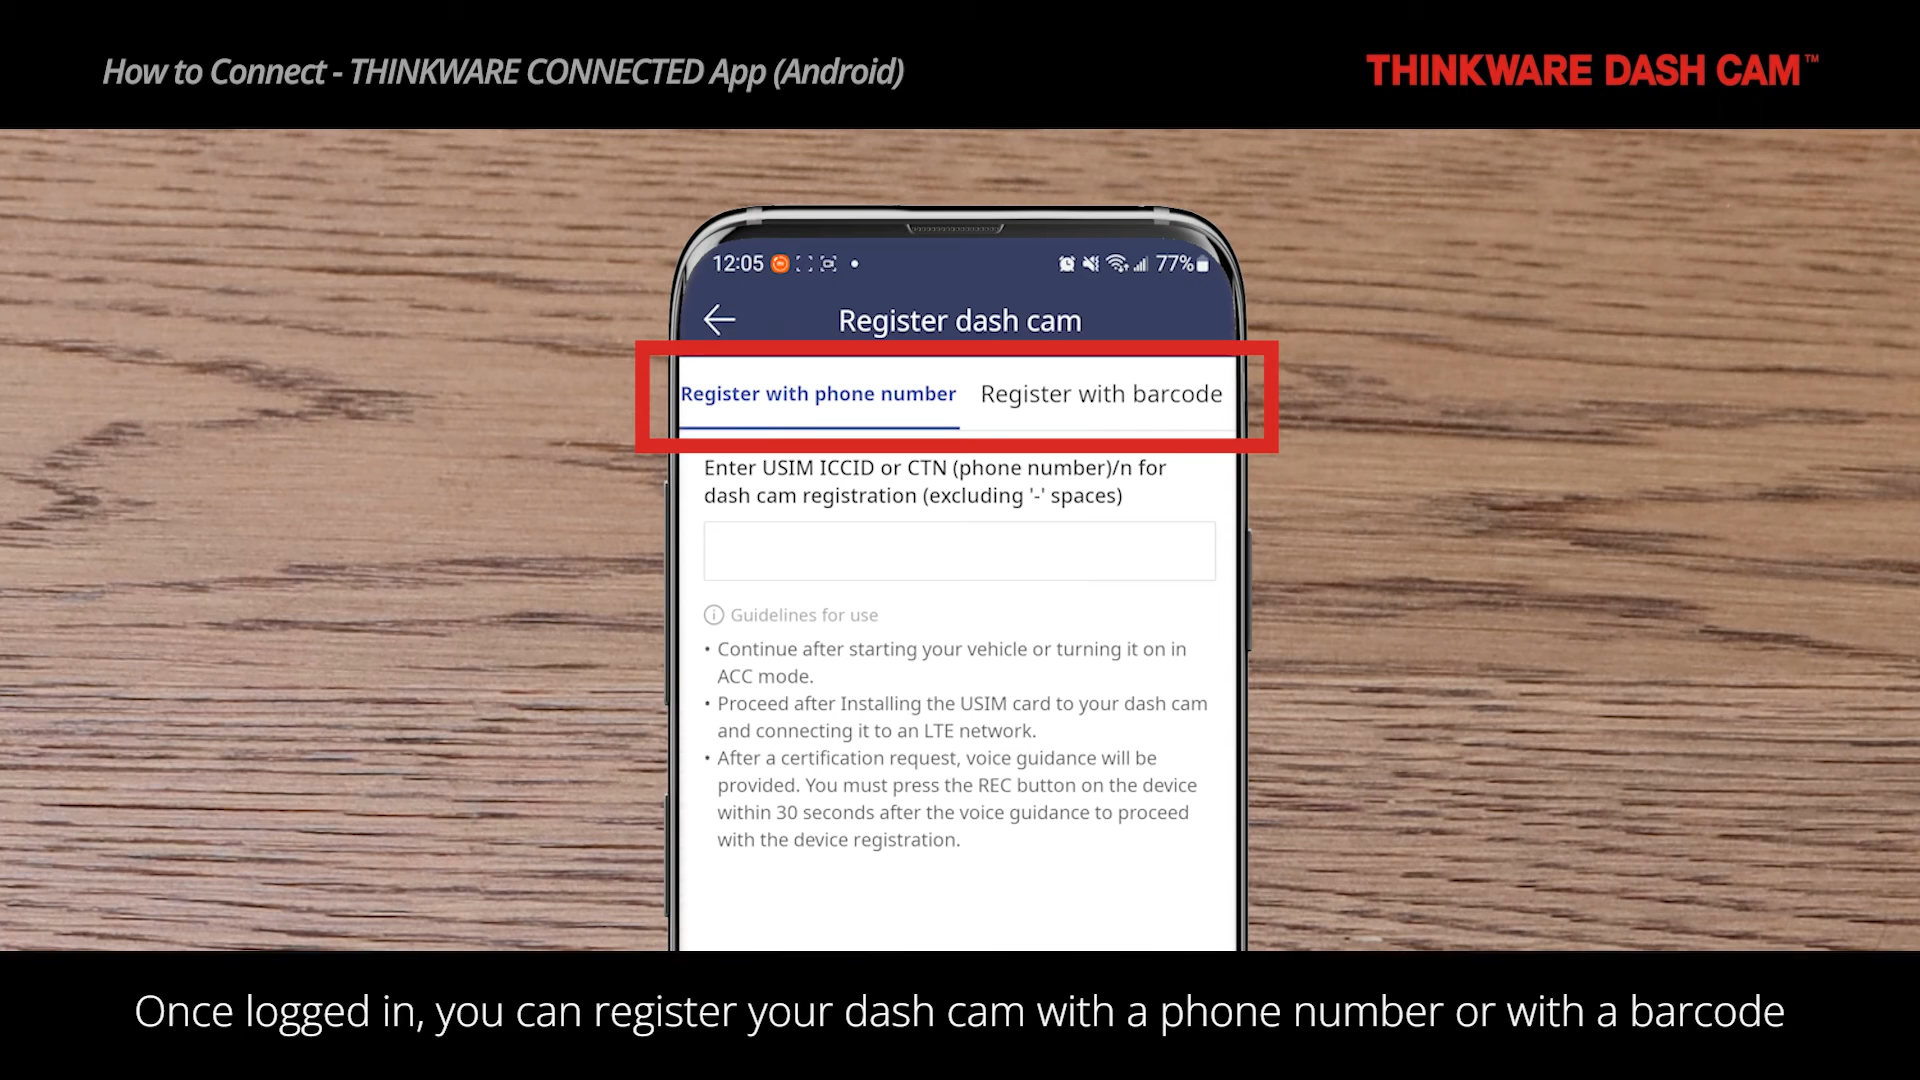 How to Connect - THINKWARE CONNECTED App (Android)
THINKWARE DASH CAM™
12:05
77%
Register dash cam
Register with phone number
Register with barcode
Enter USIM ICCID or CTN (phone number)/n for
dash cam registration (excluding '-' spaces)
Guidelines for use
• Continue after starting your vehicle or turning it on in
ACC mode.
• Proceed after Installing the USIM card to your dash cam
and connecting it to an LTE network.
• After a certification request, voice guidance will be
provided. You must press the REC button on the device
within 30 seconds after the voice guidance to proceed
with the device registration.
Once logged in, you can register your dash cam with a phone number or with a barcode